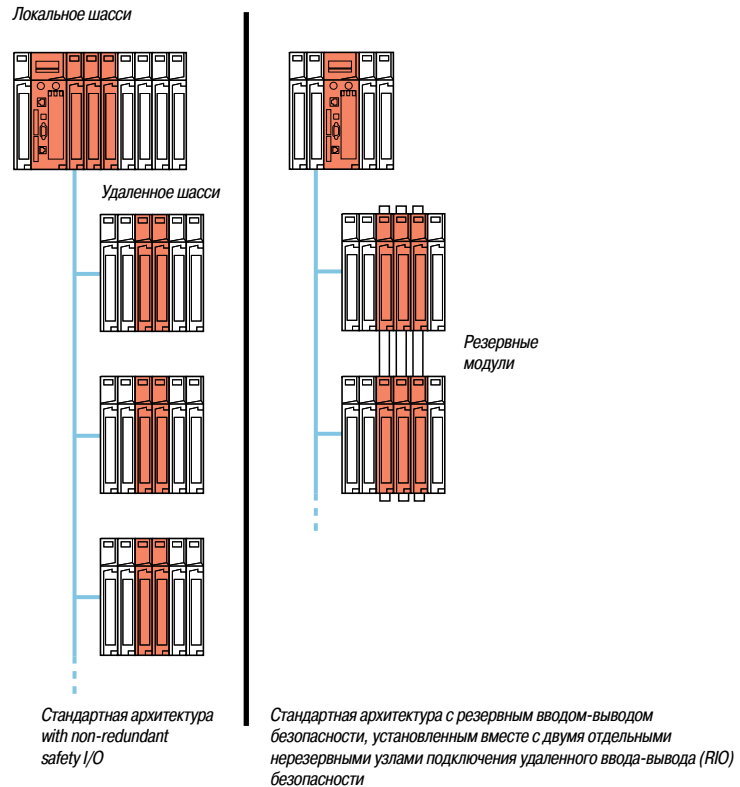 Локальное шасси
Удаленное шасси
Резервные
модули
Стандартная архитектура
with non-redundant
safety I/O
Стандартная архитектура с резервным вводом-выводом
безопасности, установленным вместе с двумя отдельными
нерезервными узлами подключения удаленного ввода-вывода (RIO)
безопасности